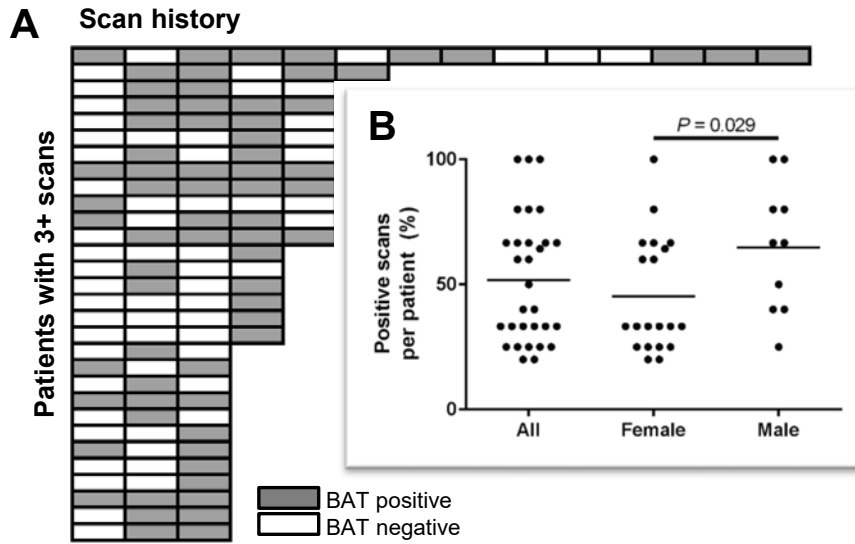 A
Scan history
Patients with 3+ scans
BAT positive
BAT negative
B
P = 0.029
Positive scans
per patient (%)
100
50
0
All
Female
Male